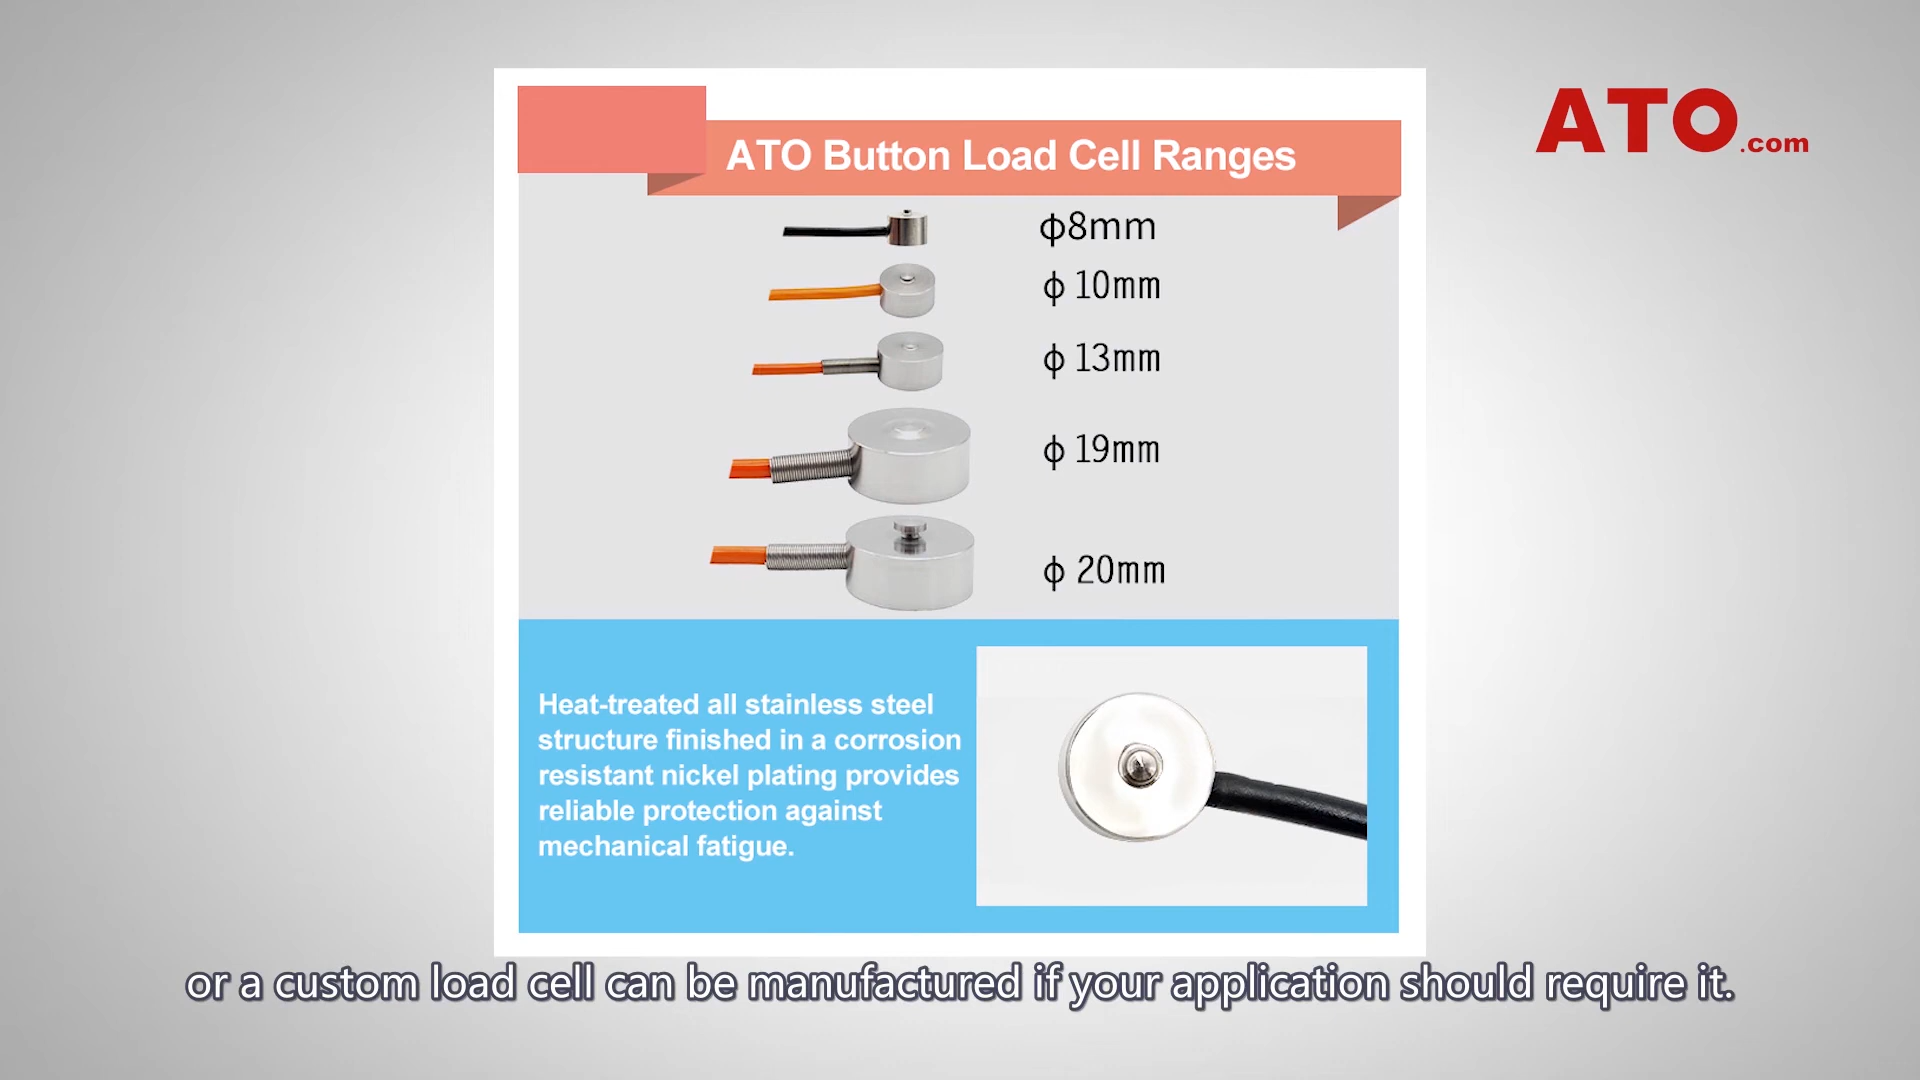 ATO Button Load Cell Ranges
ATO.com
ф8mm
ф 10mm
ф 13mm
ф 19mm
ф 20mm
Heat-treated all stainless steel
structure finished in a corrosion
resistant nickel plating provides
reliable protection against
mechanical fatigue.
or a custom load cell can be manufactured if your application should require it.